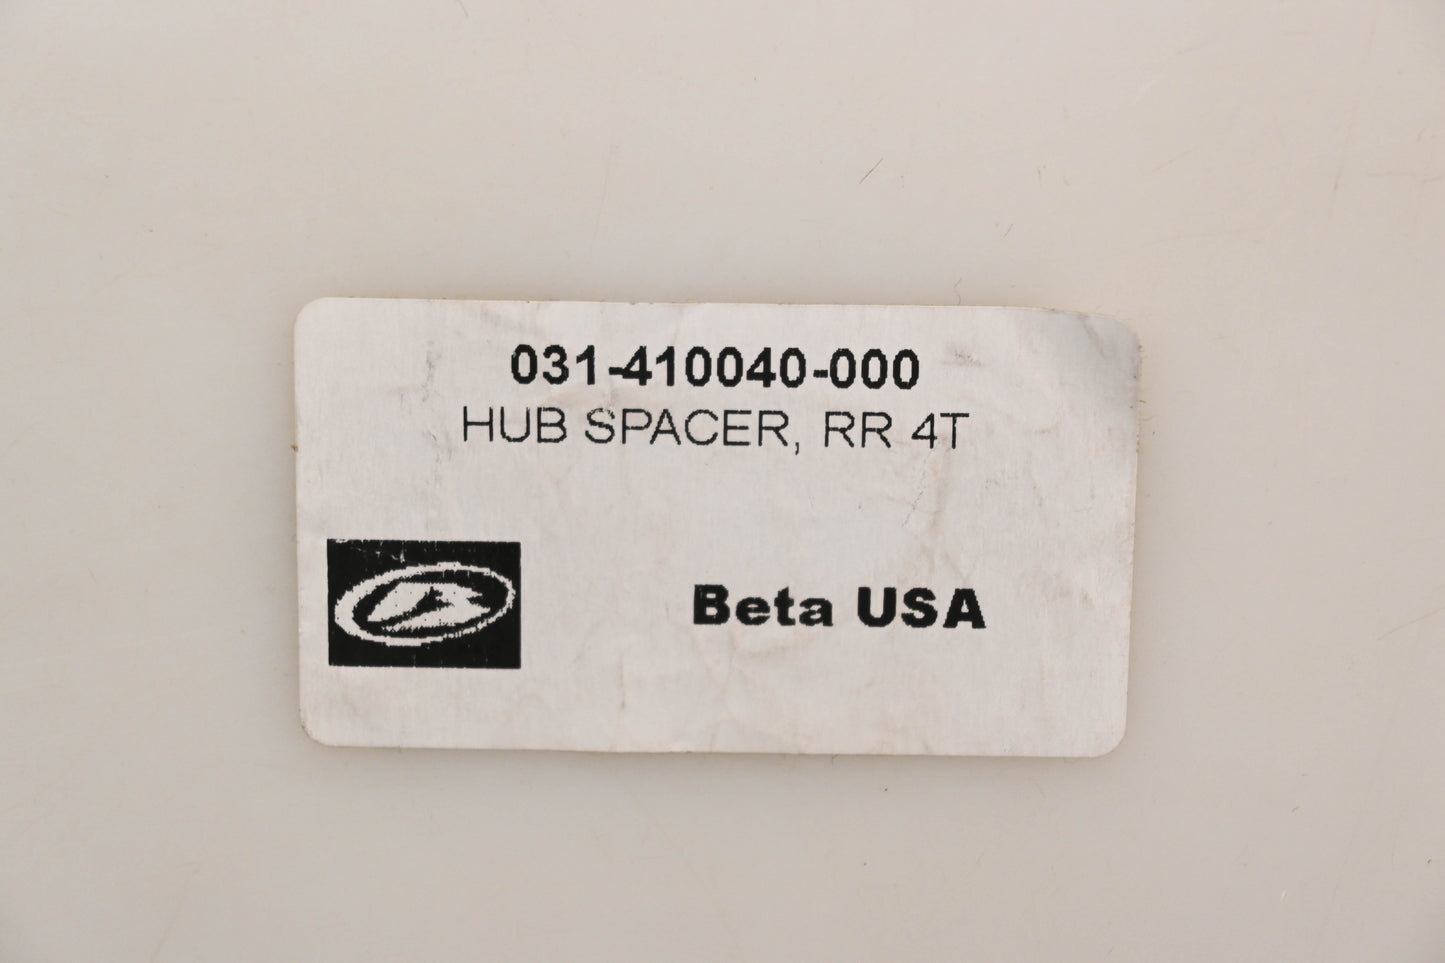 031-410040-000
HUB SPACER, RR 4T
Beta USA